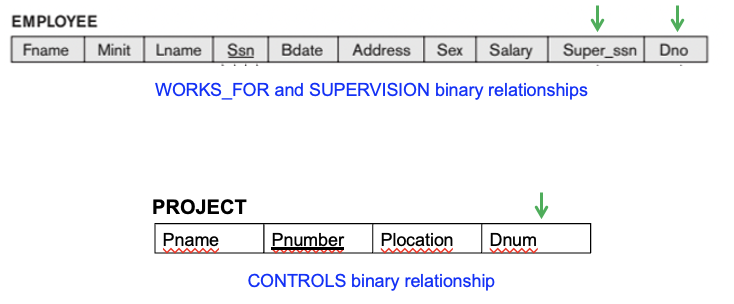 EMPLOYEE
Fname Minit Lname Ssn Bdate Address Sex Salary Super_ssn Dno
WORKS_FOR and SUPERVISION binary relationships
PROJECT
Pname Pnumber Plocation Dnum
CONTROLS binary relationship